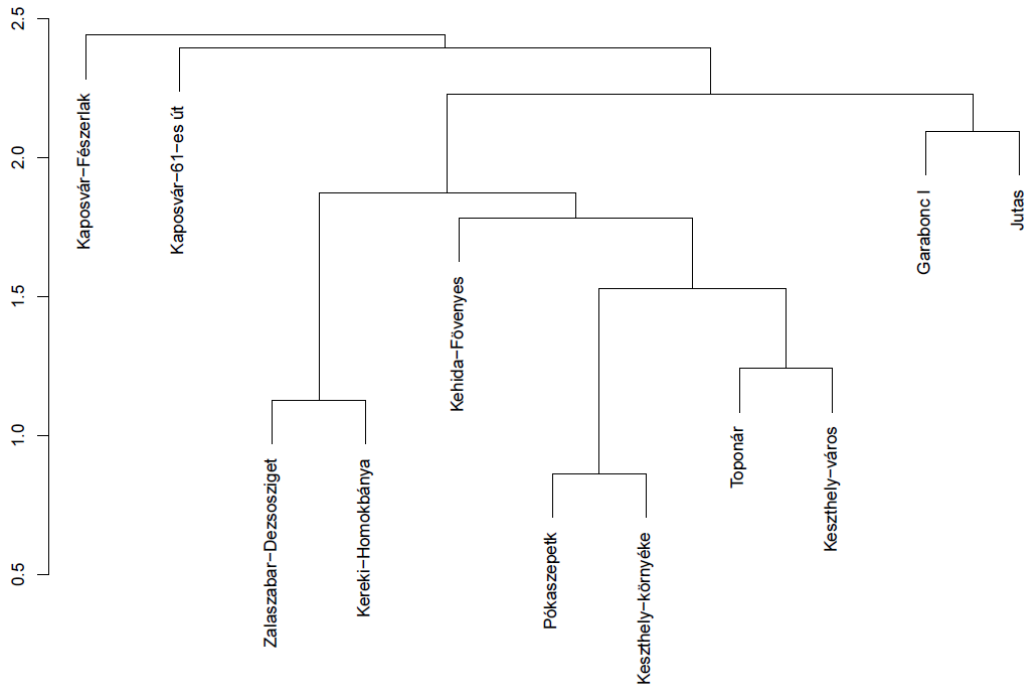 2.5
2.0
1.5
1.0
0.5
Kaposvár−Fészerlak
Kaposvár−61−es út
Zalaszabar−Dezsosziget
Kereki−Homokbánya
Kehida−Fövenyes
Pókaszepetk
Keszthely−környéke
Toponár
Keszthely−város
Garabonc I
Jutas